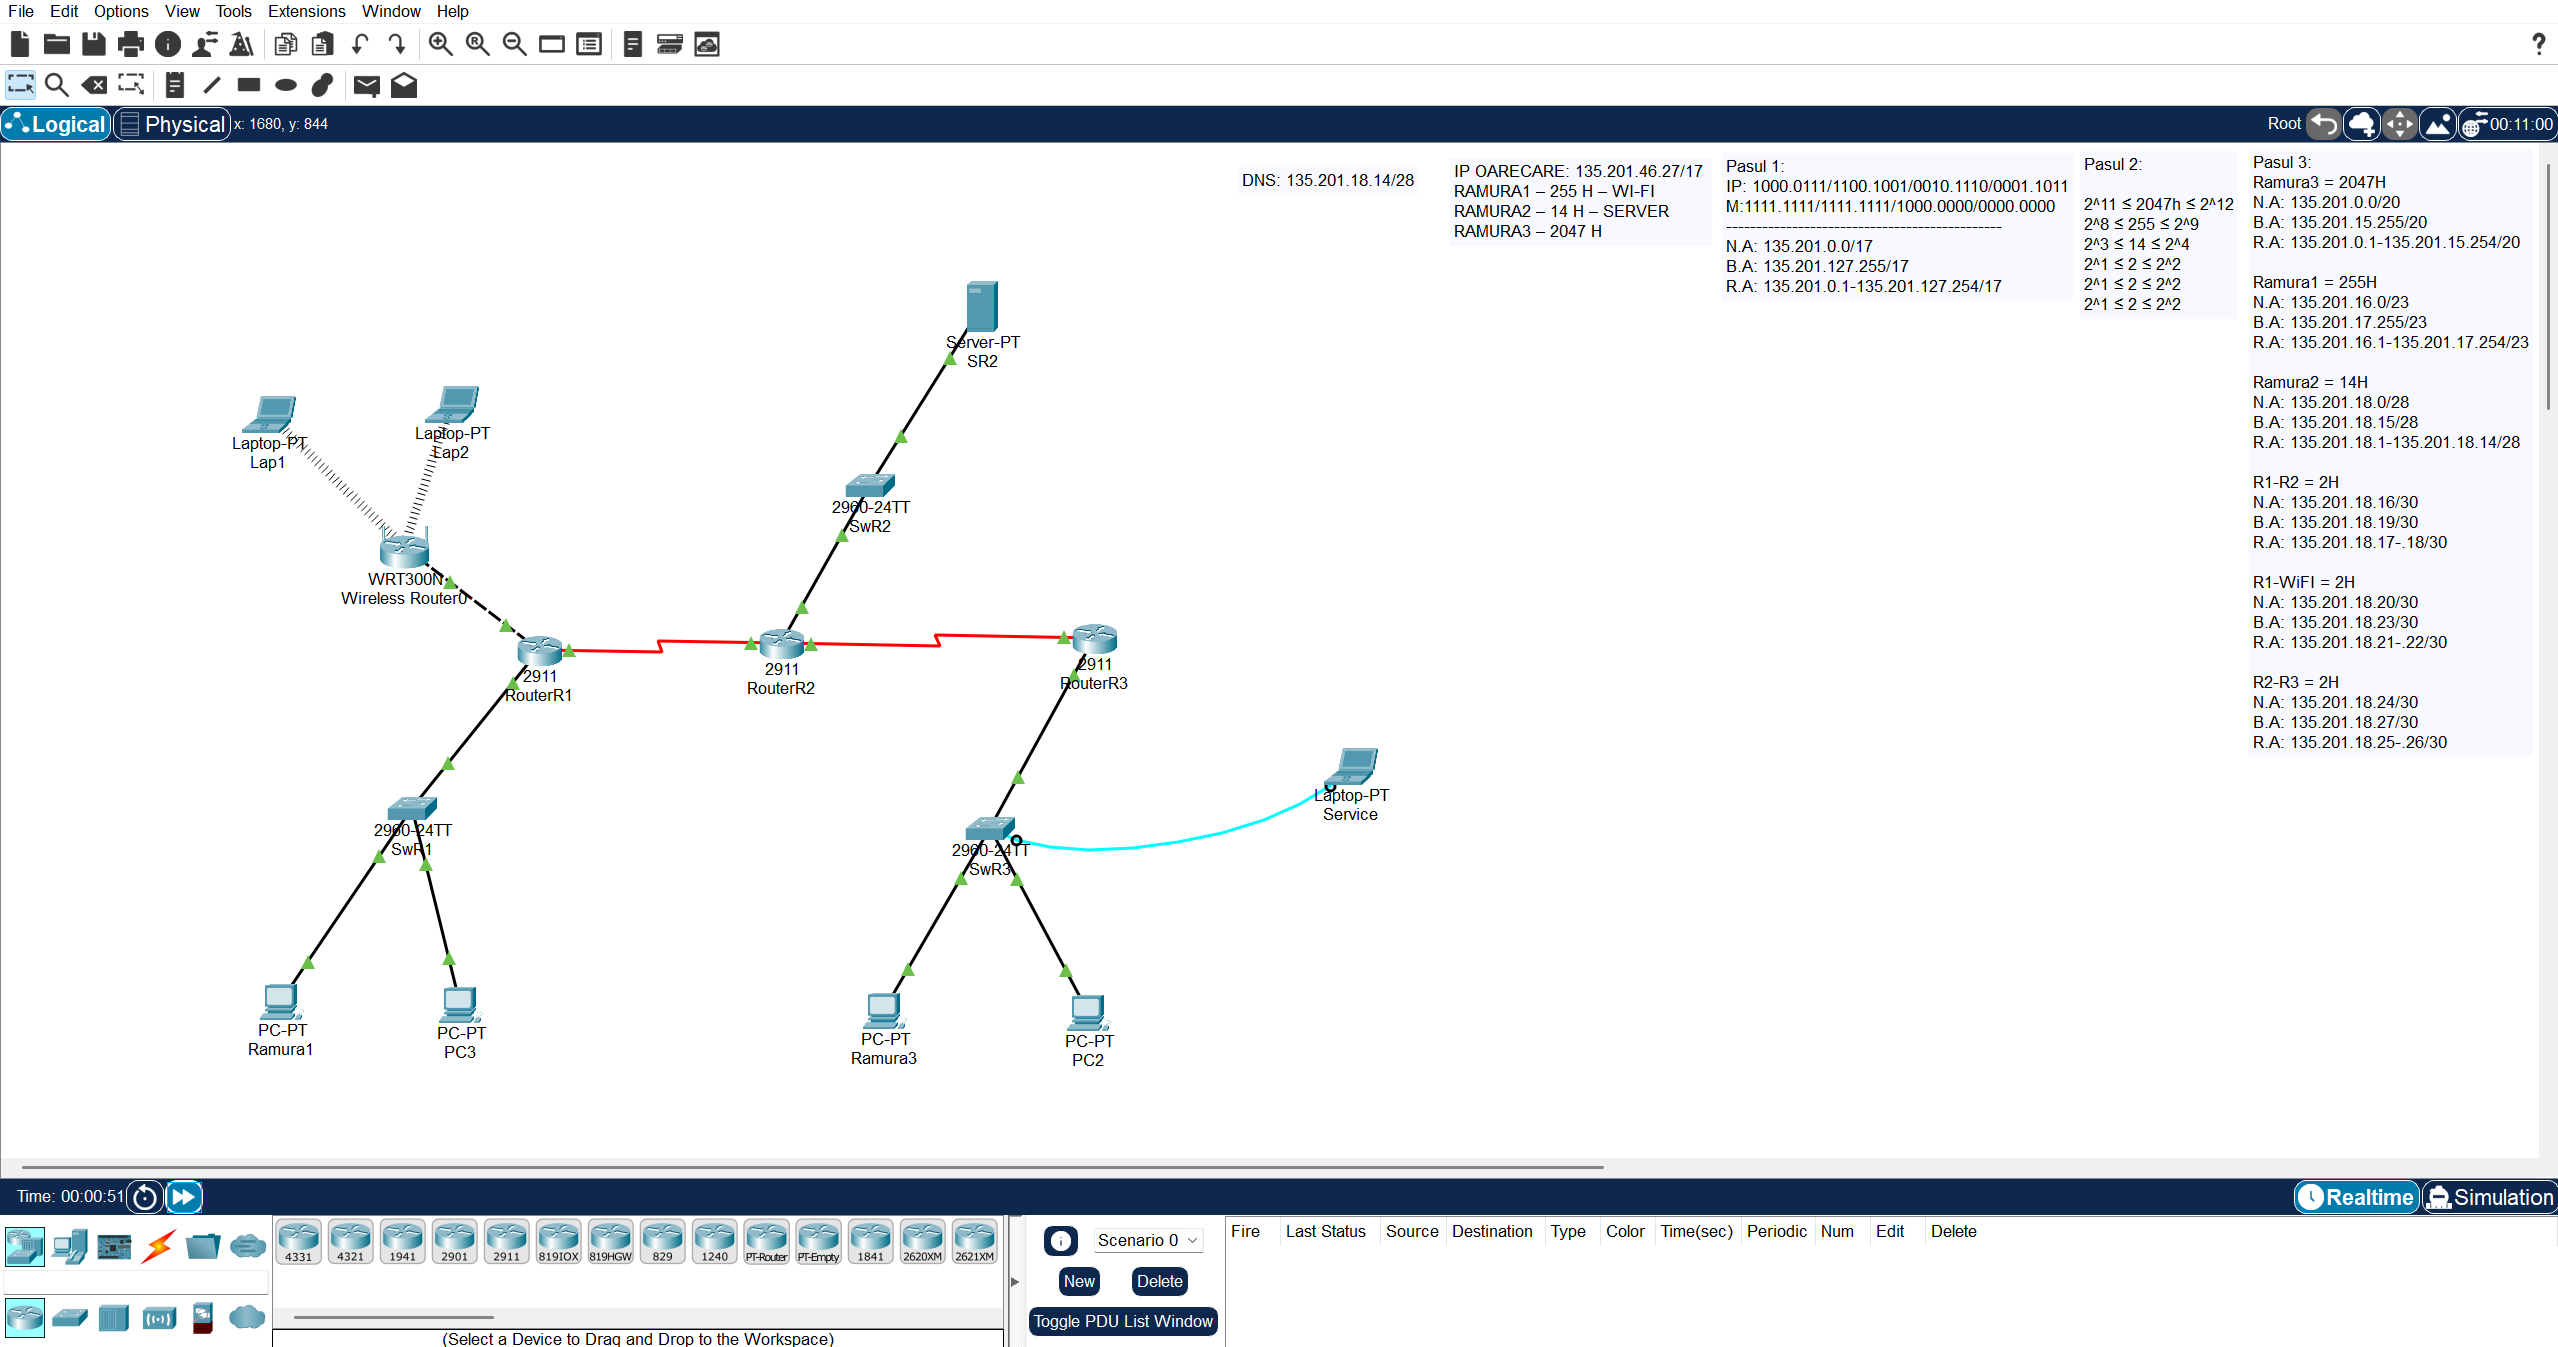 File Edit Options View Tools Extensions Window Help
Logical Physical x: 1680, y: 844 Root 00:11:00
DNS: 135.201.18.14/28
IP OARECARE: 135.201.46.27/17
RAMURA1 – 255 H – WI-FI
RAMURA2 – 14 H – SERVER
RAMURA3 – 2047 H
Pasul 1:
IP: 1000.0111/1100.1001/0010.1110/0001.1011
M:1111.1111/1111.1111/1000.0000/0000.0000
----------------------------------------------
N.A: 135.201.0.0/17
B.A: 135.201.127.255/17
R.A: 135.201.0.1-135.201.127.254/17
Pasul 2:
2^11 ≤ 2047h ≤ 2^12
2^8 ≤ 255 ≤ 2^9
2^3 ≤ 14 ≤ 2^4
2^1 ≤ 2 ≤ 2^2
2^1 ≤ 2 ≤ 2^2
2^1 ≤ 2 ≤ 2^2
Pasul 3:
Ramura3 = 2047H
N.A: 135.201.0.0/20
B.A: 135.201.15.255/20
R.A: 135.201.0.1-135.201.15.254/20
Ramura1 = 255H
N.A: 135.201.16.0/23
B.A: 135.201.17.255/23
R.A: 135.201.16.1-135.201.17.254/23
Ramura2 = 14H
N.A: 135.201.18.0/28
B.A: 135.201.18.15/28
R.A: 135.201.18.1-135.201.18.14/28
R1-R2 = 2H
N.A: 135.201.18.16/30
B.A: 135.201.18.19/30
R.A: 135.201.18.17-.18/30
R1-WiFI = 2H
N.A: 135.201.18.20/30
B.A: 135.201.18.23/30
R.A: 135.201.18.21-.22/30
R2-R3 = 2H
N.A: 135.201.18.24/30
B.A: 135.201.18.27/30
R.A: 135.201.18.25-.26/30
Server-PT
SR2
Laptop-PT
Lap1
Laptop-PT
Lap2
2960-24TT
SwR2
WRT300N
Wireless Router0
2911
RouterR1
2911
RouterR2
2911
RouterR3
Laptop-PT
Service
2960-24TT
SwR1
2960-24TT
SwR3
PC-PT
Ramura1
PC-PT
PC3
PC-PT
Ramura3
PC-PT
PC2
Time: 00:00:51 Realtime Simulation
4331 4321 1941 2901 2911 819IOX 819HGW 829 1240 PT-Router PT-Empty 1841 2620XM 2621XM
(Select a Device to Drag and Drop to the Workspace)
Scenario 0
New Delete
Toggle PDU List Window
Fire Last Status Source Destination Type Color Time(sec) Periodic Num Edit Delete